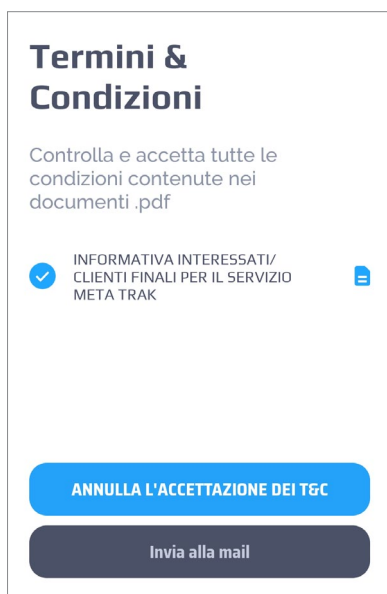 Termini &
Condizioni
Controlla e accetta tutte le
condizioni contenute nei
documenti .pdf
INFORMATIVA INTERESSATI/
CLIENTI FINALI PER IL SERVIZIO
META TRAK
ANNULLA L'ACCETTAZIONE DEI T&C
Invia alla mail